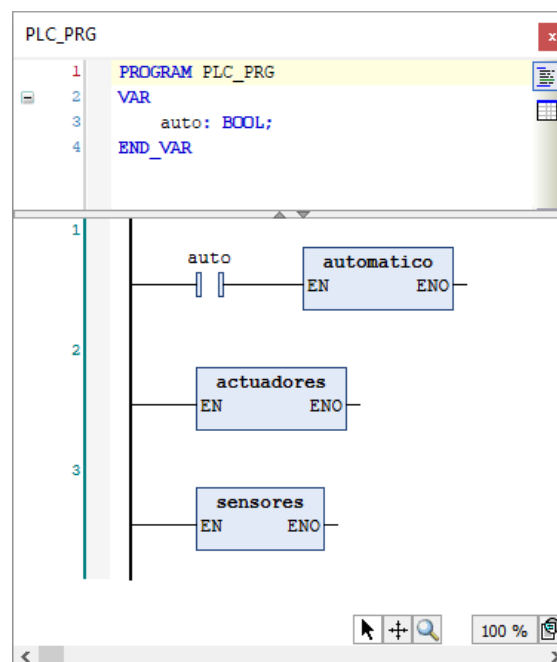 PLC_PRG
x
1 PROGRAM PLC_PRG
2 VAR
3 auto: BOOL;
4 END_VAR
1
auto
automatico
EN ENO
2
actuadores
EN ENO
3
sensores
EN ENO
100 %